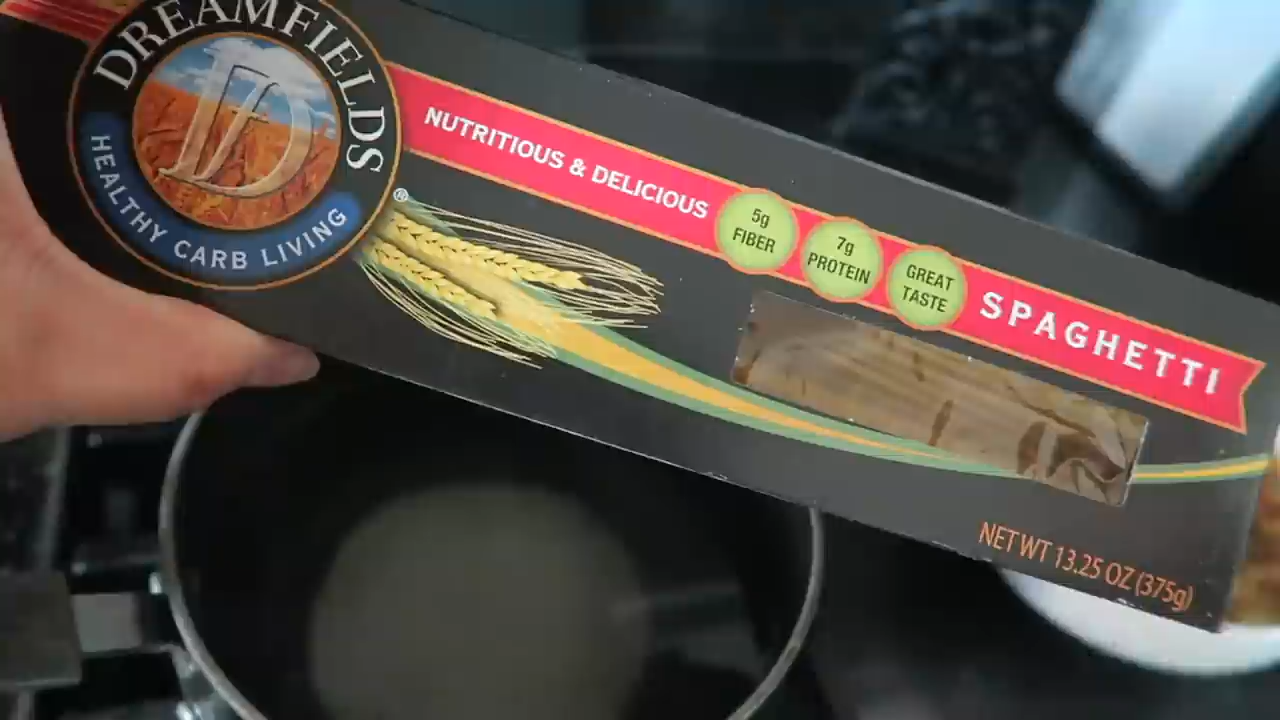 DREAMFIELDS
HEALTHY CARB LIVING
®
NUTRITIOUS & DELICIOUS
5g
FIBER
7g
PROTEIN
GREAT
TASTE
SPAGHETTI
NET WT 13.25 OZ (375g)